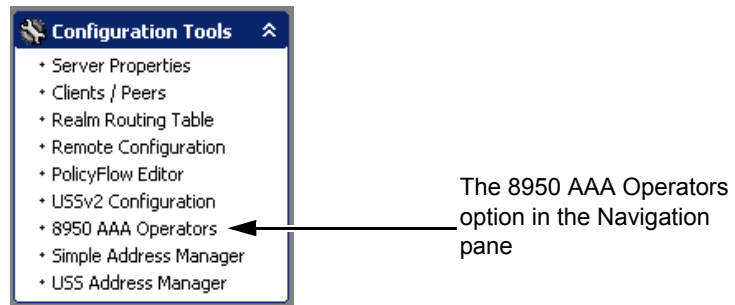 Configuration Tools
Server Properties
Clients / Peers
Realm Routing Table
Remote Configuration
PolicyFlow Editor
USSv2 Configuration
8950 AAA Operators
Simple Address Manager
USS Address Manager
The 8950 AAA Operators
option in the Navigation
pane